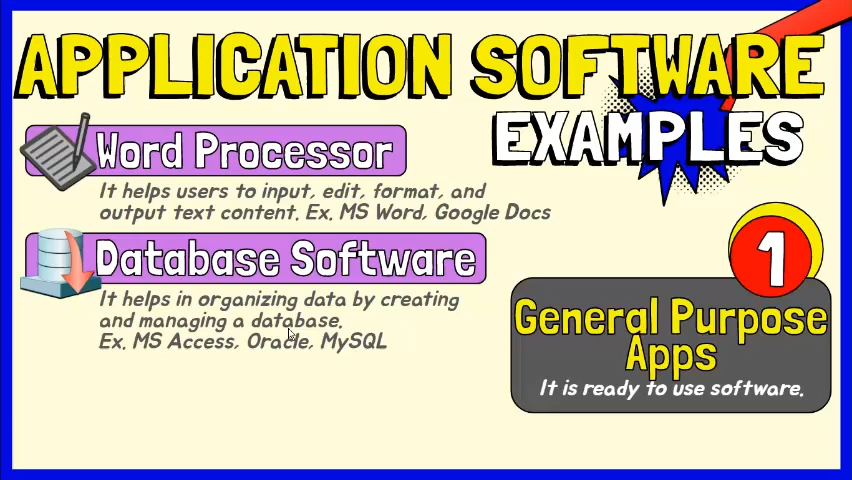 APPLICATION SOFTWARE
EXAMPLES
Word Processor
It helps users to input, edit, format, and
output text content. Ex. MS Word, Google Docs
Database Software
It helps in organizing data by creating
and managing a database.
Ex. MS Access, Oracle, MySQL
1
General Purpose
Apps
It is ready to use software.